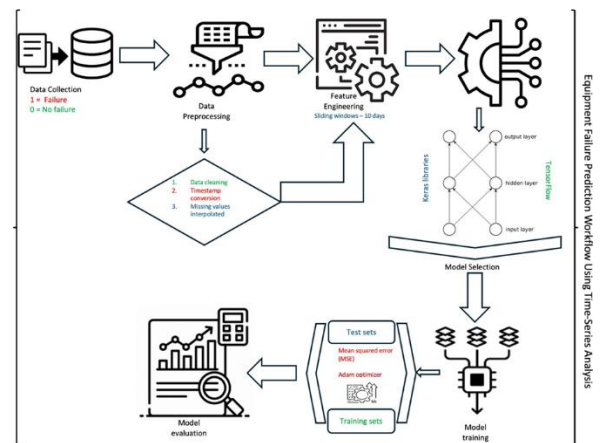 Data Collection
1 = Failure
0 = No failure
Data
Preprocessing
Feature
Engineering
Sliding windows – 10 days
1. Data cleaning
2. Timestamp
conversion
3. Missing values
interpolated
output layer
hidden layer
input layer
Keras libraries
TensorFlow
Model Selection
Test sets
Mean squared error
(MSE)
Adam optimizer
Training sets
Model
evaluation
Model
training
Equipment Failure Prediction Workflow Using Time-Series Analysis